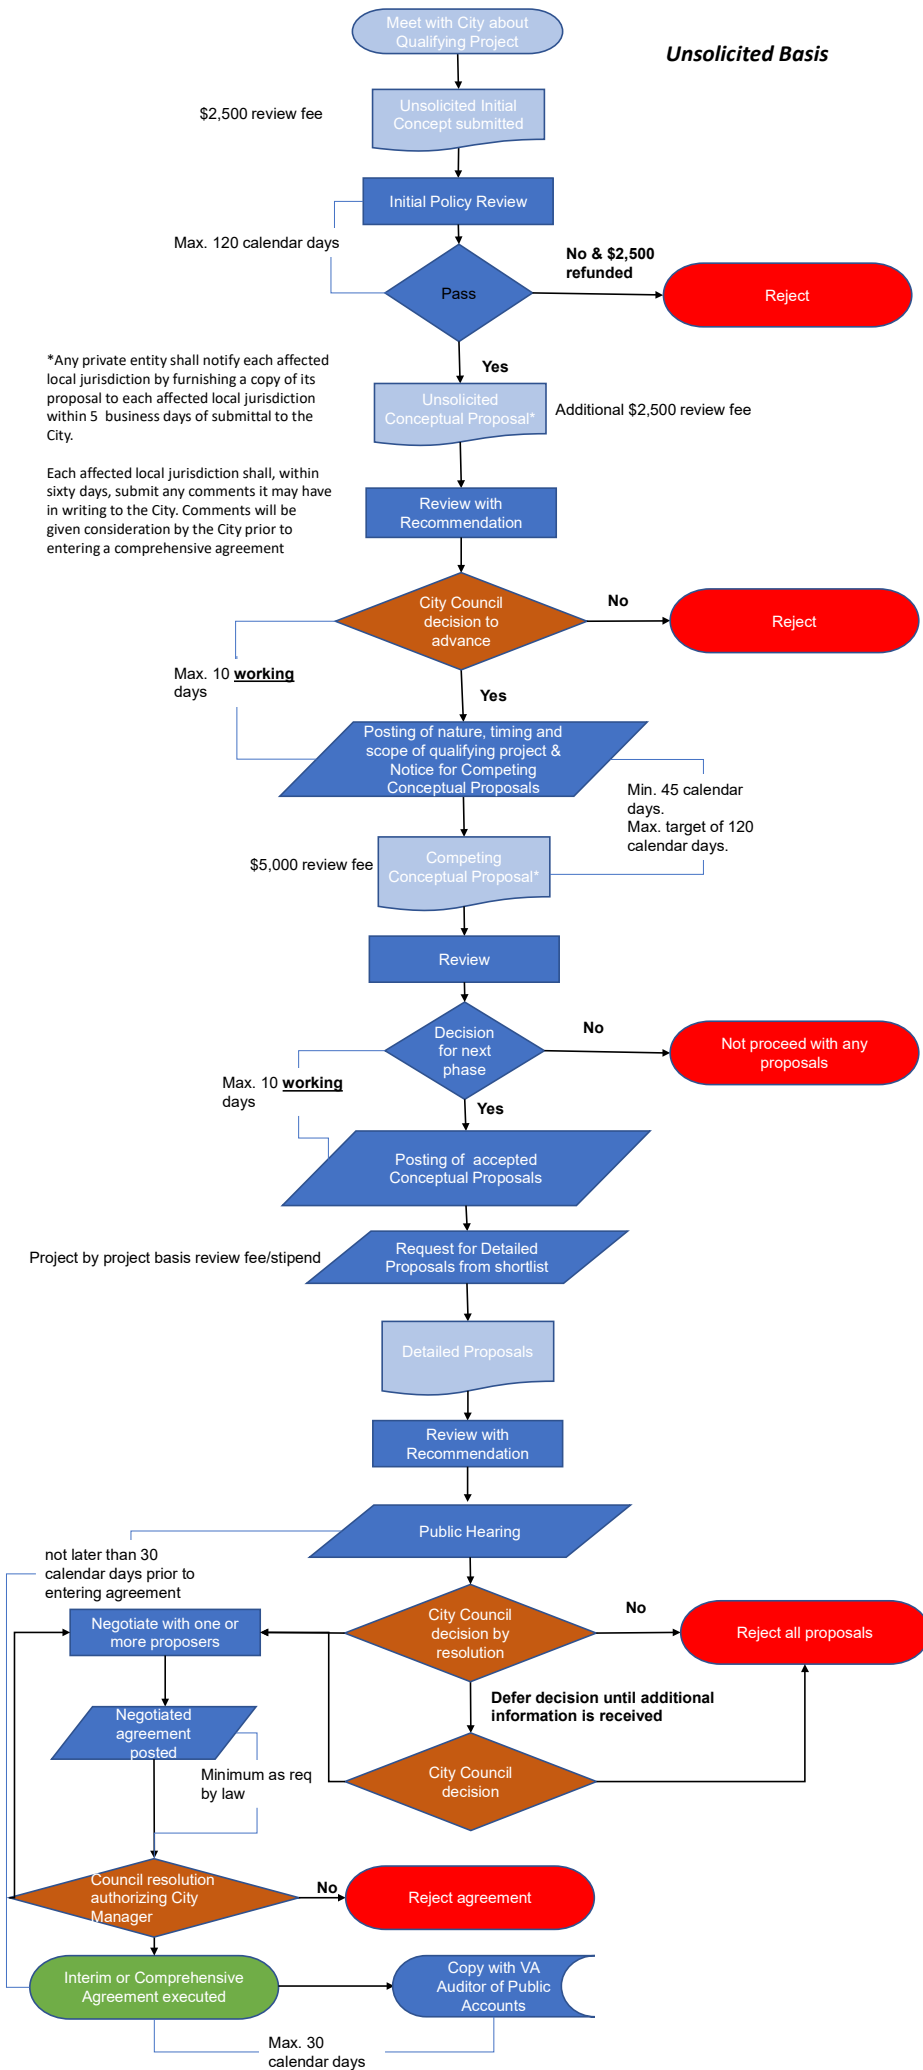 Meet with City about
Qualifying Project
Unsolicited Basis
$2,500 review fee
Unsolicited Initial
Concept submitted
Initial Policy Review
Max. 120 calendar days
No & $2,500
refunded
Pass
Reject
Yes
*Any private entity shall notify each affected
local jurisdiction by furnishing a copy of its
proposal to each affected local jurisdiction
within 5 business days of submittal to the
City.
Unsolicited
Conceptual Proposal*
Additional $2,500 review fee
Each affected local jurisdiction shall, within
sixty days, submit any comments it may have
in writing to the City. Comments will be
given consideration by the City prior to
entering a comprehensive agreement
Review with
Recommendation
City Council
decision to
advance
No
Reject
Max. 10 working
days
Yes
Posting of nature, timing and
scope of qualifying project &
Notice for Competing
Conceptual Proposals
Min. 45 calendar
days.
Max. target of 120
calendar days.
$5,000 review fee
Competing
Conceptual Proposal*
Review
Decision
for next
phase
No
Not proceed with any
proposals
Max. 10 working
days
Yes
Posting of accepted
Conceptual Proposals
Project by project basis review fee/stipend
Request for Detailed
Proposals from shortlist
Detailed Proposals
Review with
Recommendation
Public Hearing
not later than 30
calendar days prior to
entering agreement
Negotiate with one or
more proposers
City Council
decision by
resolution
No
Reject all proposals
Defer decision until additional
information is received
Negotiated
agreement
posted
Minimum as req
by law
City Council
decision
Council resolution
authorizing City
Manager
No
Reject agreement
Interim or Comprehensive
Agreement executed
Copy with VA
Auditor of Public
Accounts
Max. 30
calendar days